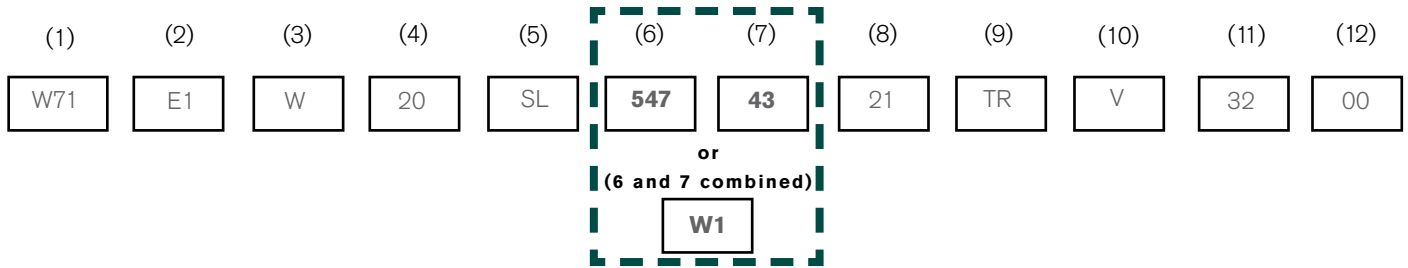 (1) (2) (3) (4) (5) (6) (7) (8) (9) (10) (11) (12)
W71 E1 W 20 SL 547 43 21 TR V 32 00
or
(6 and 7 combined)
W1